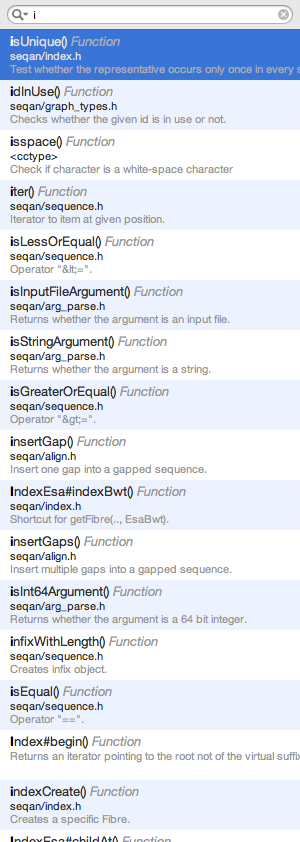 i
isUnique() Function
seqan/index.h
Test whether the representative occurs only once in every s
idInUse() Function
seqan/graph_types.h
Checks whether the given id is in use or not.
isspace() Function
<cctype>
Check if character is a white-space character
iter() Function
seqan/sequence.h
Iterator to item at given position.
isLessOrEqual() Function
seqan/sequence.h
Operator "&lt;=".
isInputFileArgument() Function
seqan/arg_parse.h
Returns whether the argument is an input file.
isStringArgument() Function
seqan/arg_parse.h
Returns whether the argument is a string.
isGreaterOrEqual() Function
seqan/sequence.h
Operator "&gt;=".
insertGap() Function
seqan/align.h
Insert one gap into a gapped sequence.
IndexEsa#indexBwt() Function
seqan/index.h
Shortcut for getFibre(.., EsaBwt).
insertGaps() Function
seqan/align.h
Insert multiple gaps into a gapped sequence.
isInt64Argument() Function
seqan/arg_parse.h
Returns whether the argument is a 64 bit integer.
infixWithLength() Function
seqan/sequence.h
Creates infix object.
isEqual() Function
seqan/sequence.h
Operator "==".
Index#begin() Function
Returns an iterator pointing to the root not of the virtual suffix
indexCreate() Function
seqan/index.h
Creates a specific Fibre.
IndexEsa#childAt() Function